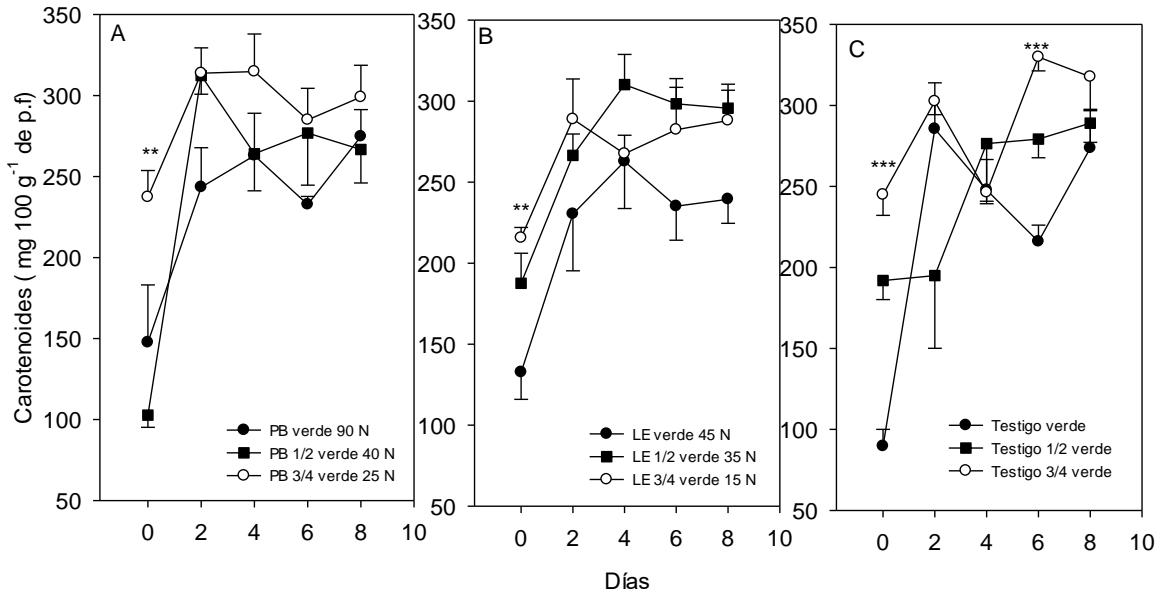 Carotenoides ( mg 100 g-1 de p.f)
350
300
250
200
150
100
50
A
**
PB verde 90 N
PB 1/2 verde 40 N
PB 3/4 verde 25 N
0 2 4 6 8 10
350
300
250
200
150
100
50
B
**
LE verde 45 N
LE 1/2 verde 35 N
LE 3/4 verde 15 N
0 2 4 6 8 10
350
300
250
200
150
100
50
C
***
***
Testigo verde
Testigo 1/2 verde
Testigo 3/4 verde
0 2 4 6 8 10
Días